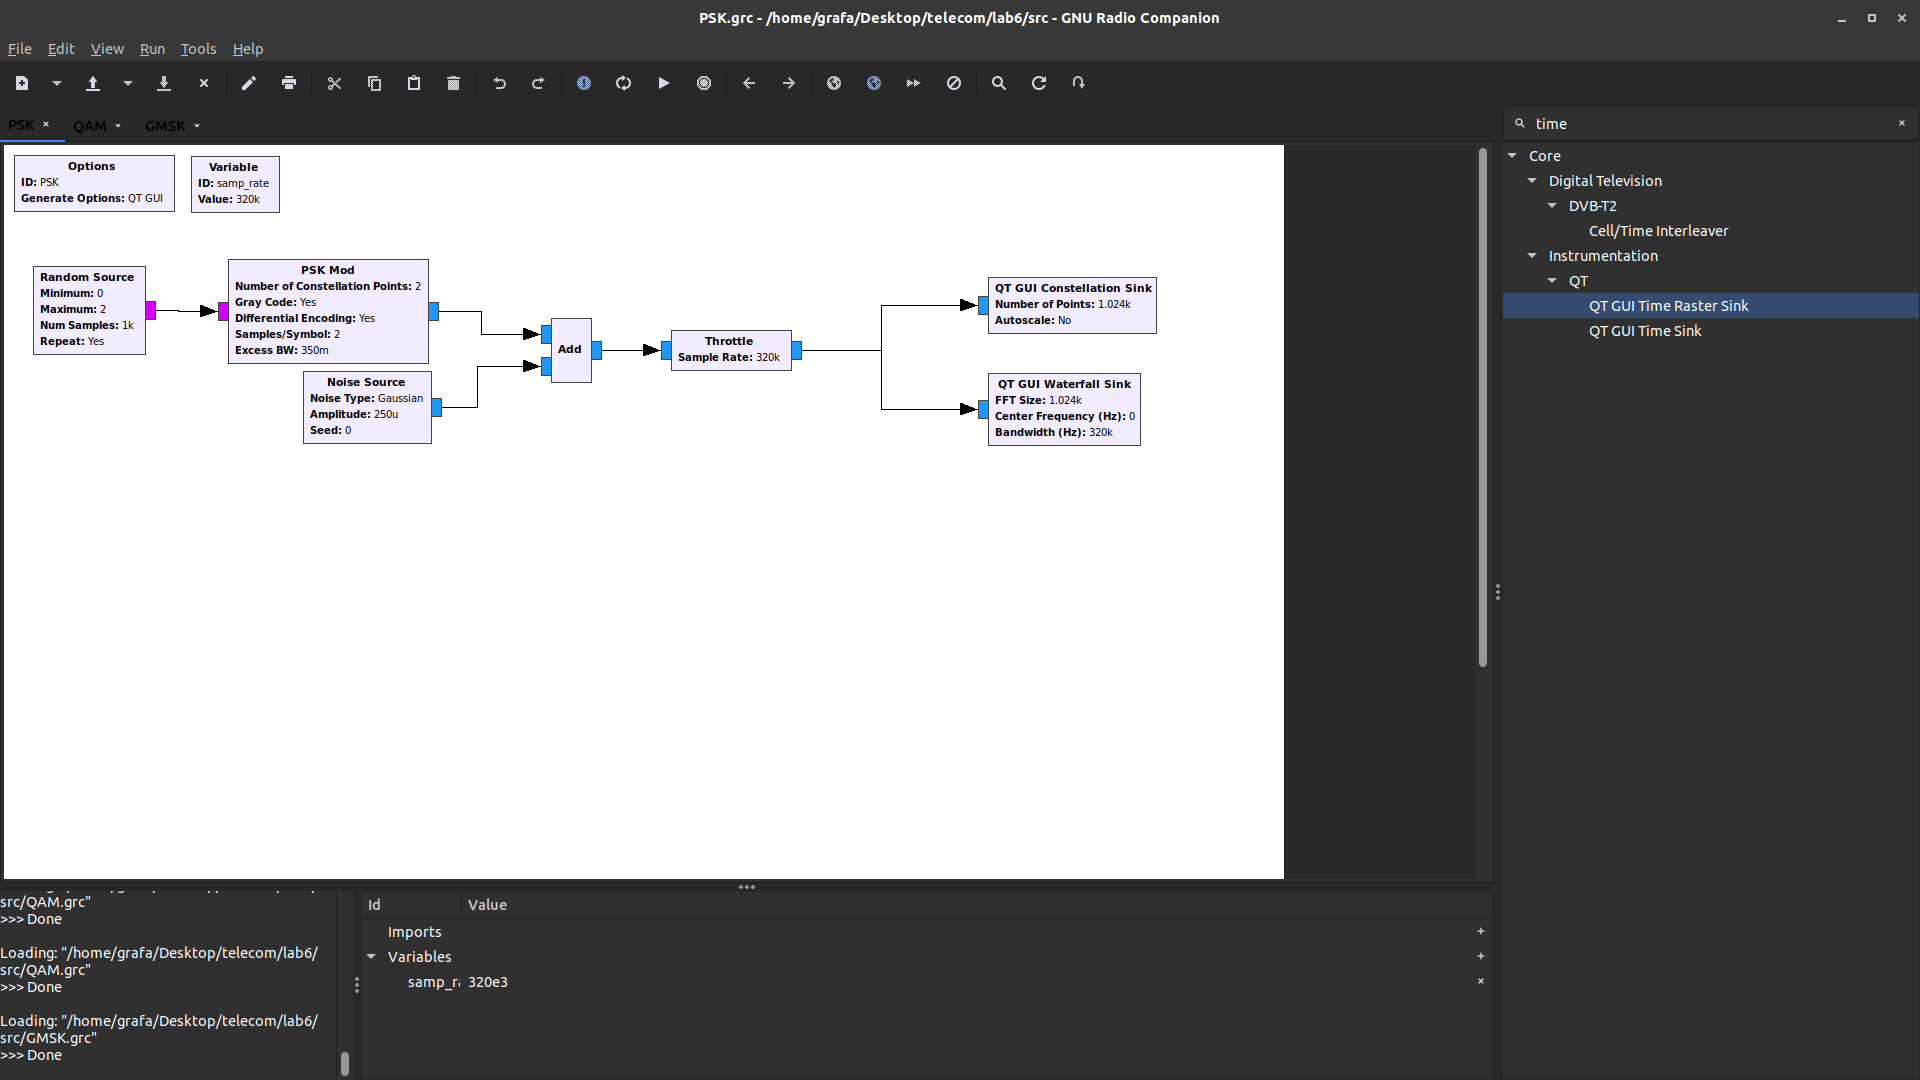 PSK.grc - /home/grafa/Desktop/telecom/lab6/src - GNU Radio Companion
File Edit View Run Tools Help
PSK QAM GMSK
time
Options
ID: PSK
Generate Options: QT GUI
Variable
ID: samp_rate
Value: 320k
Random Source
Minimum: 0
Maximum: 2
Num Samples: 1k
Repeat: Yes
PSK Mod
Number of Constellation Points: 2
Gray Code: Yes
Differential Encoding: Yes
Samples/Symbol: 2
Excess BW: 350m
Noise Source
Noise Type: Gaussian
Amplitude: 250u
Seed: 0
Add
Throttle
Sample Rate: 320k
QT GUI Constellation Sink
Number of Points: 1.024k
Autoscale: No
QT GUI Waterfall Sink
FFT Size: 1.024k
Center Frequency (Hz): 0
Bandwidth (Hz): 320k
Core
Digital Television
DVB-T2
Cell/Time Interleaver
Instrumentation
QT
QT GUI Time Raster Sink
QT GUI Time Sink
src/QAM.grc"
>>> Done
Loading: "/home/grafa/Desktop/telecom/lab6/
src/QAM.grc"
>>> Done
Loading: "/home/grafa/Desktop/telecom/lab6/
src/GMSK.grc"
>>> Done
Id Value
Imports
Variables
samp_ra 320e3